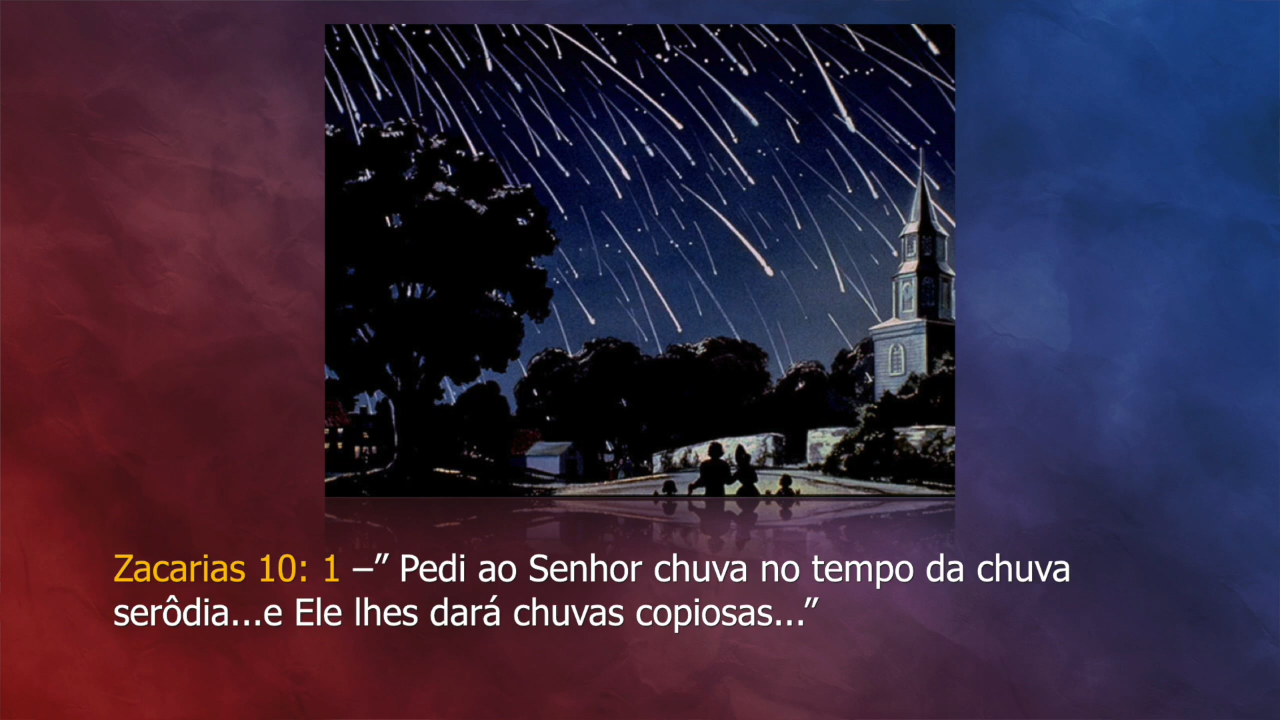 Zacarias 10: 1 –” Pedi ao Senhor chuva no tempo da chuva
serôdia...e Ele lhes dará chuvas copiosas...”